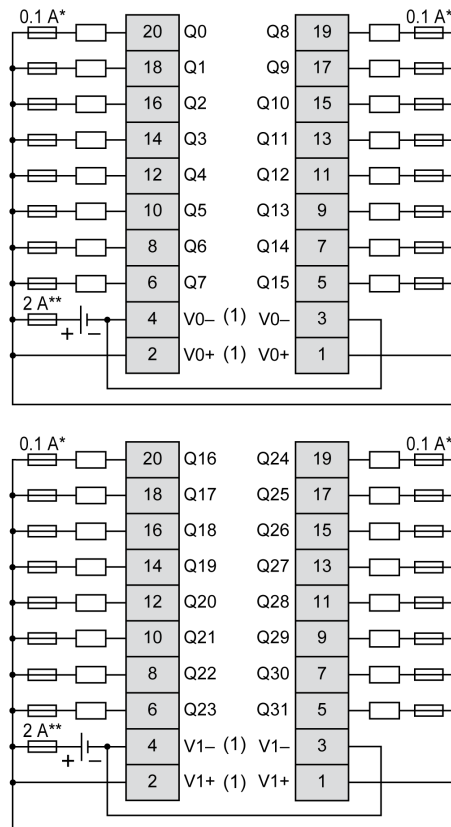 0.1 A* 20 Q0 Q8 19 0.1 A*
18 Q1 Q9 17
16 Q2 Q10 15
14 Q3 Q11 13
12 Q4 Q12 11
10 Q5 Q13 9
8 Q6 Q14 7
6 Q7 Q15 5
2 A** + − 4 V0− (1) V0− 3
2 V0+ (1) V0+ 1
0.1 A* 20 Q16 Q24 19 0.1 A*
18 Q17 Q25 17
16 Q18 Q26 15
14 Q19 Q27 13
12 Q20 Q28 11
10 Q21 Q29 9
8 Q22 Q30 7
6 Q23 Q31 5
2 A** + − 4 V1− (1) V1− 3
2 V1+ (1) V1+ 1